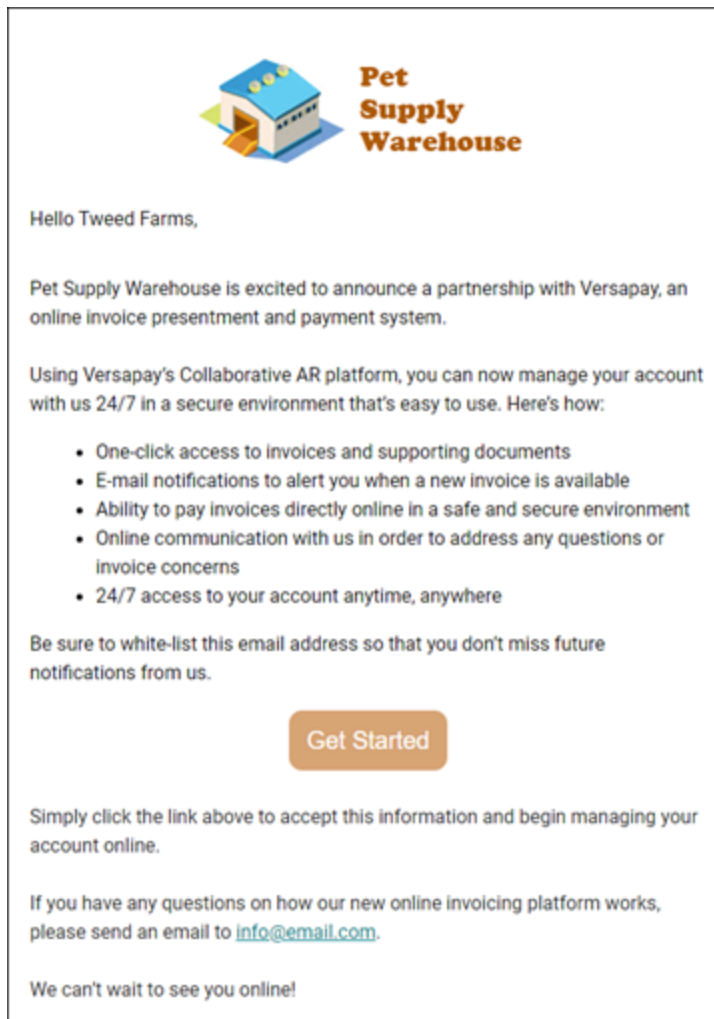 Pet
Supply
Warehouse
Hello Tweed Farms,
Pet Supply Warehouse is excited to announce a partnership with Versapay, an
online invoice presentment and payment system.
Using Versapay's Collaborative AR platform, you can now manage your account
with us 24/7 in a secure environment that's easy to use. Here's how:
• One-click access to invoices and supporting documents
• E-mail notifications to alert you when a new invoice is available
• Ability to pay invoices directly online in a safe and secure environment
• Online communication with us in order to address any questions or
invoice concerns
• 24/7 access to your account anytime, anywhere
Be sure to white-list this email address so that you don't miss future
notifications from us.
Get Started
Simply click the link above to accept this information and begin managing your
account online.
If you have any questions on how our new online invoicing platform works,
please send an email to info@email.com.
We can't wait to see you online!